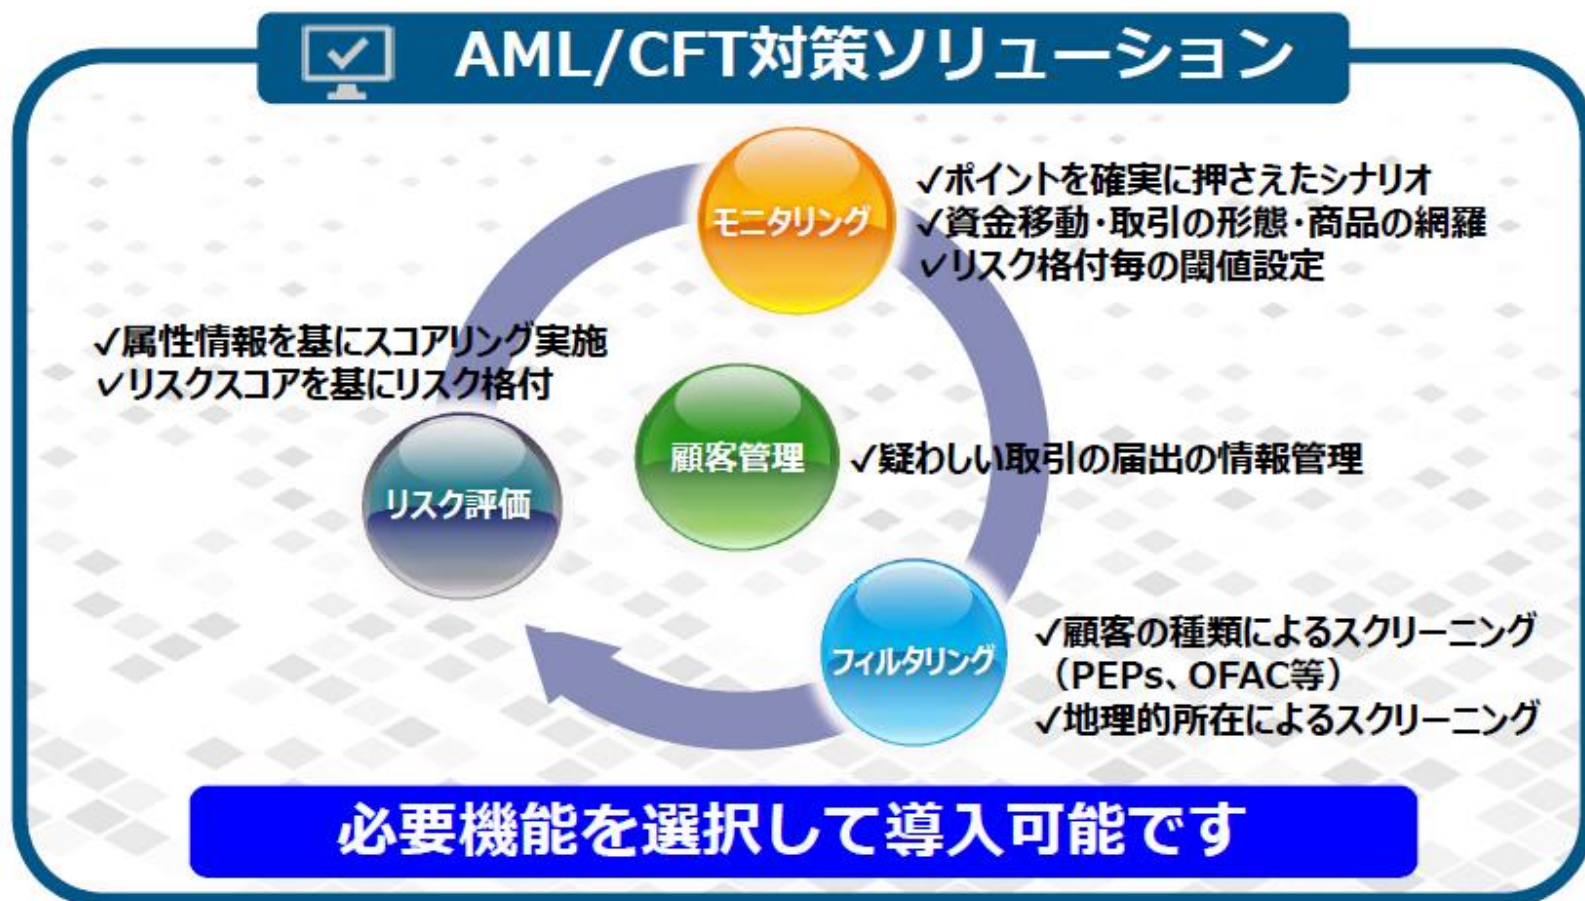 AML/CFT対策ソリューション
モニタリング
✓ポイントを確実に押さえたシナリオ
✓資金移動・取引の形態・商品の網羅
✓リスク格付毎の閾値設定
✓属性情報を基にスコアリング実施
✓リスクスコアを基にリスク格付
リスク評価
顧客管理
✓疑わしい取引の届出の情報管理
フィルタリング
✓顧客の種類によるスクリーニング
（PEPs、OFAC等）
✓地理的所在によるスクリーニング
必要機能を選択して導入可能です